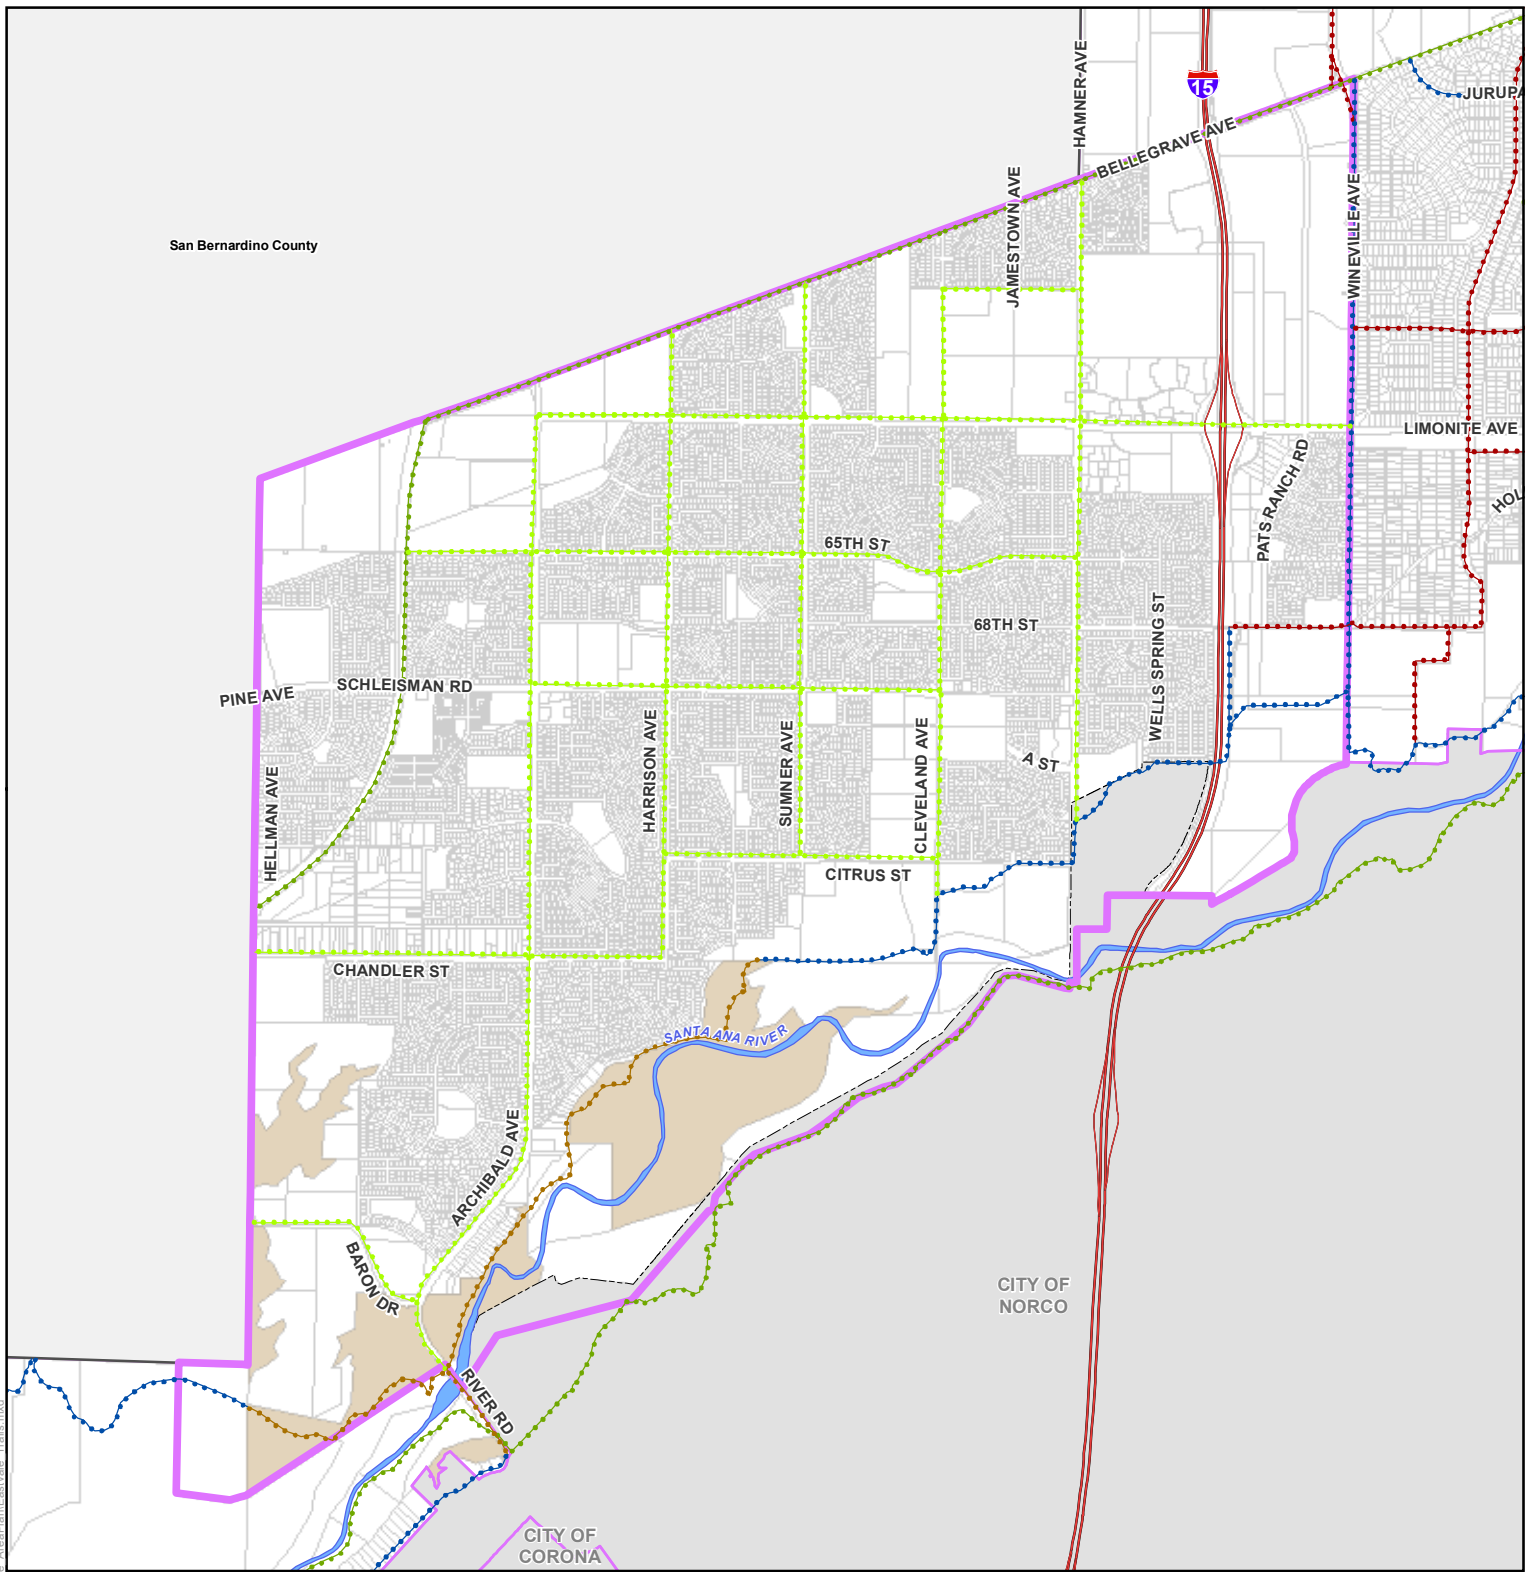 HAMNER AVE
15
JURUPA
BELLEGRAVE AVE
JAMESTOWN AVE
WINEVILLE AVE
San Bernardino County
LIMONITE AVE
PATS RANCH RD
HOL
65TH ST
68TH ST
WELLS SPRING ST
PINE AVE
SCHLEISMAN RD
HARRISON AVE
SUMNER AVE
CLEVELAND AVE
A ST
HELLMAN AVE
CITRUS ST
CHANDLER ST
SANTA ANA RIVER
ARCHIBALD AVE
BARON DR
CITY OF
NORCO
RIVER RD
CITY OF
CORONA